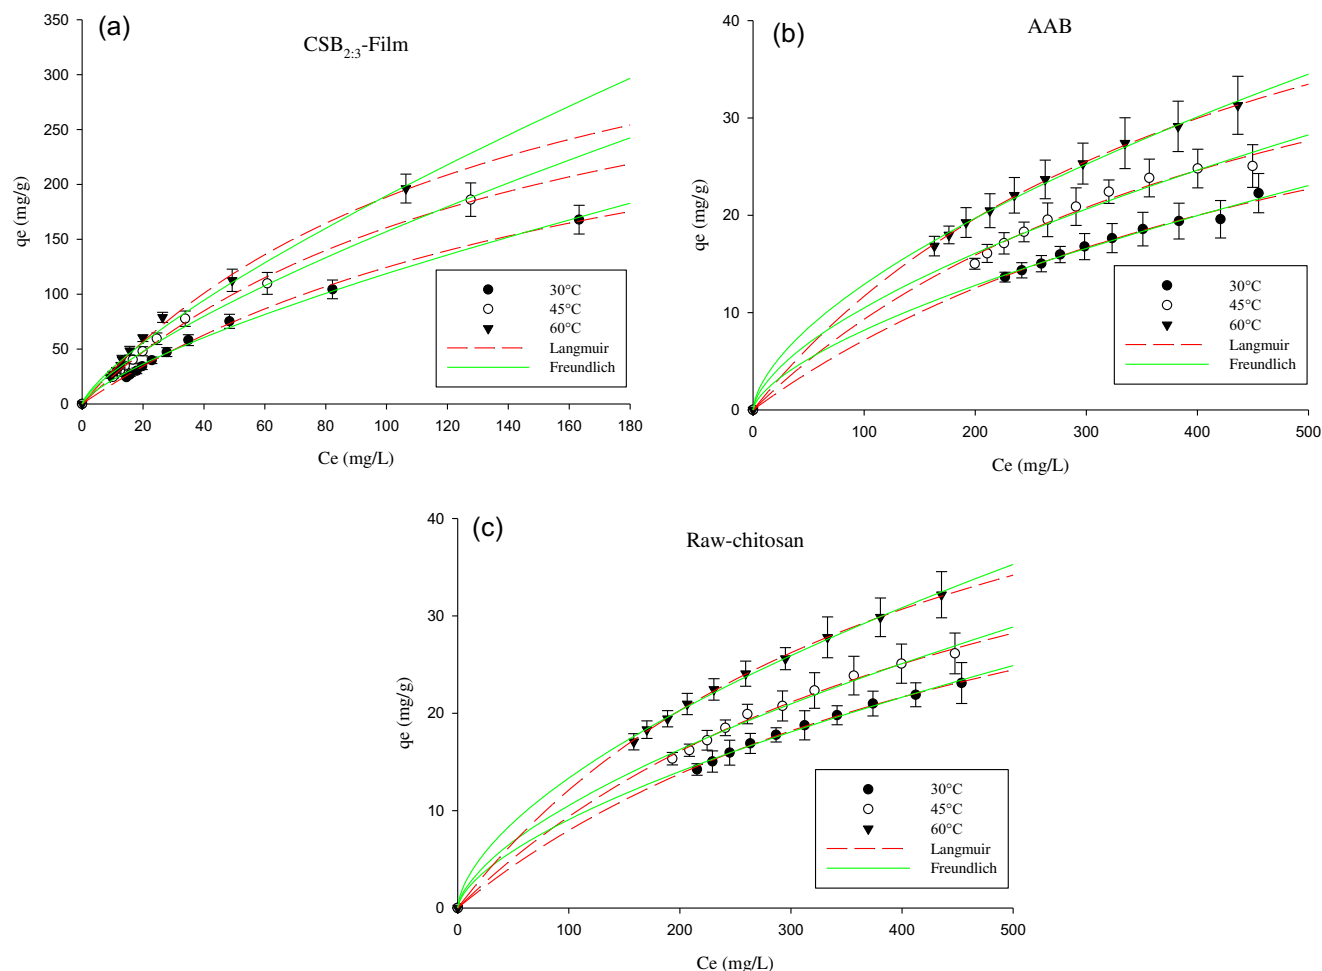 (a)
CSB2:3-Film
qe (mg/g)
350
300
250
200
150
100
50
0
0 20 40 60 80 100 120 140 160 180
Ce (mg/L)
30°C
45°C
60°C
Langmuir
Freundlich
(b)
AAB
qe (mg/g)
40
30
20
10
0
0 100 200 300 400 500
Ce (mg/L)
30°C
45°C
60°C
Langmuir
Freundlich
(c)
Raw-chitosan
qe (mg/g)
40
30
20
10
0
0 100 200 300 400 500
Ce (mg/L)
30°C
45°C
60°C
Langmuir
Freundlich